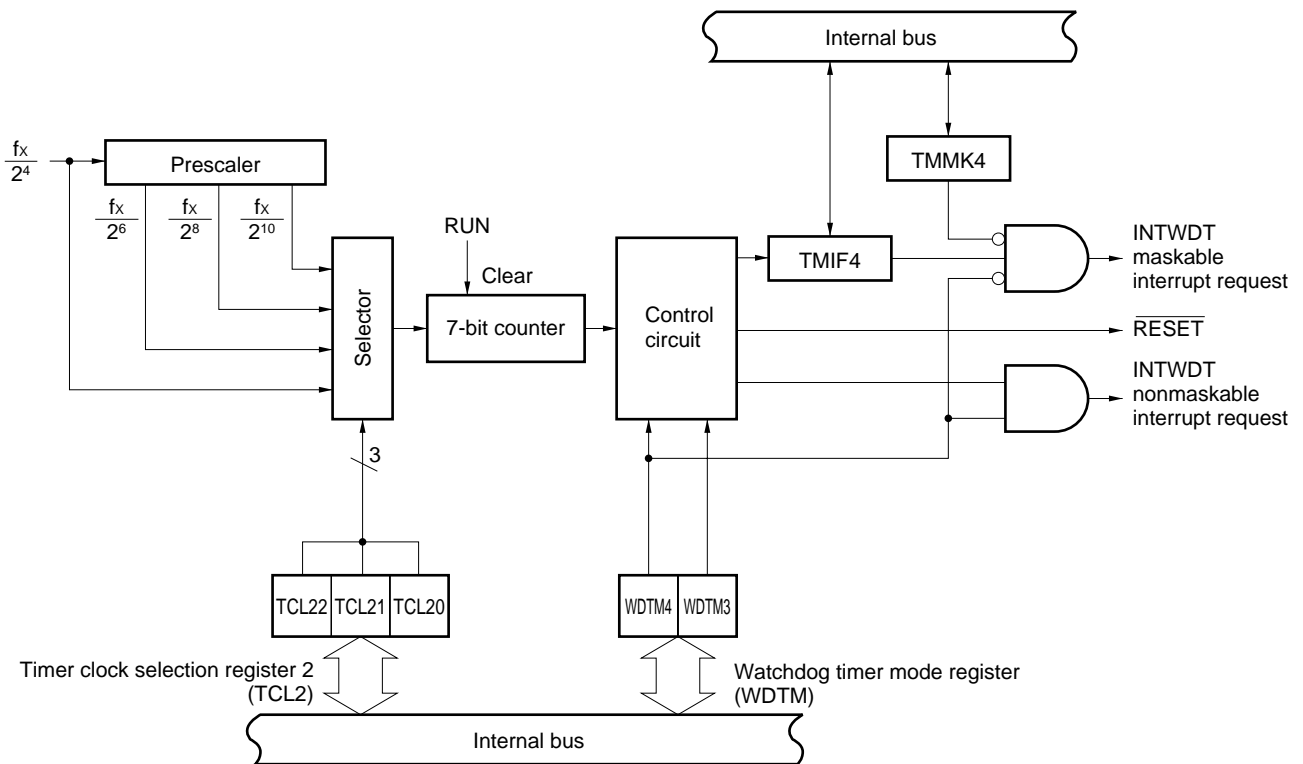 Internal bus
TMMK4
fX
2⁴
Prescaler
fX
2⁶
fX
2⁸
fX
2¹⁰
RUN
Clear
Selector
7-bit counter
Control
circuit
TMIF4
INTWDT
maskable
interrupt request
RESET
INTWDT
nonmaskable
interrupt request
3
TCL22 TCL21 TCL20
WDTM4 WDTM3
Timer clock selection register 2
(TCL2)
Watchdog timer mode register
(WDTM)
Internal bus